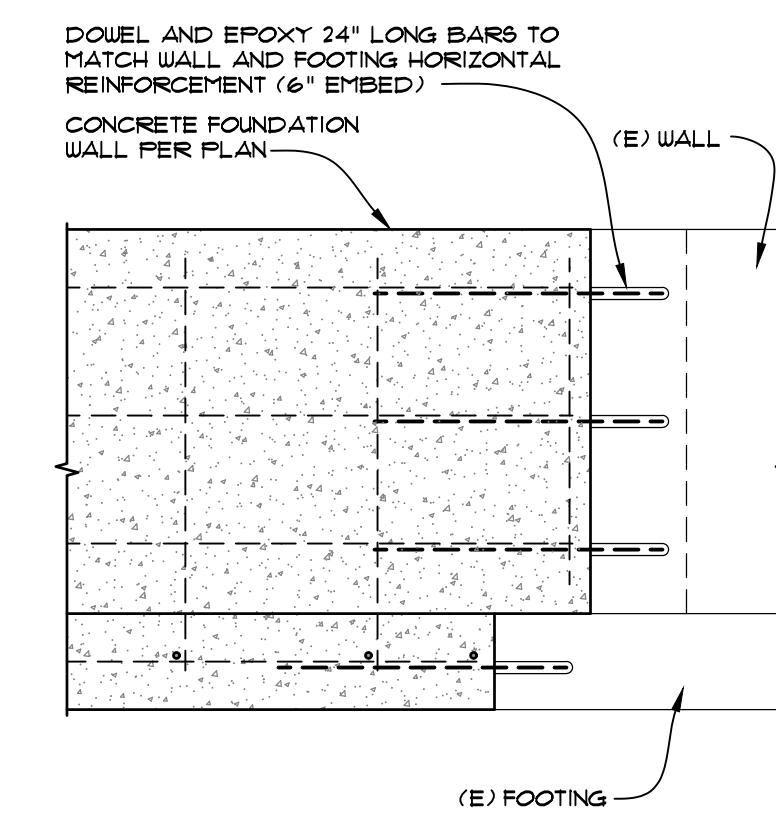 DOWEL AND EPOXY 24" LONG BARS TO
MATCH WALL AND FOOTING HORIZONTAL
REINFORCEMENT (6" EMBED)
CONCRETE FOUNDATION
WALL PER PLAN
(E) WALL
(E) FOOTING